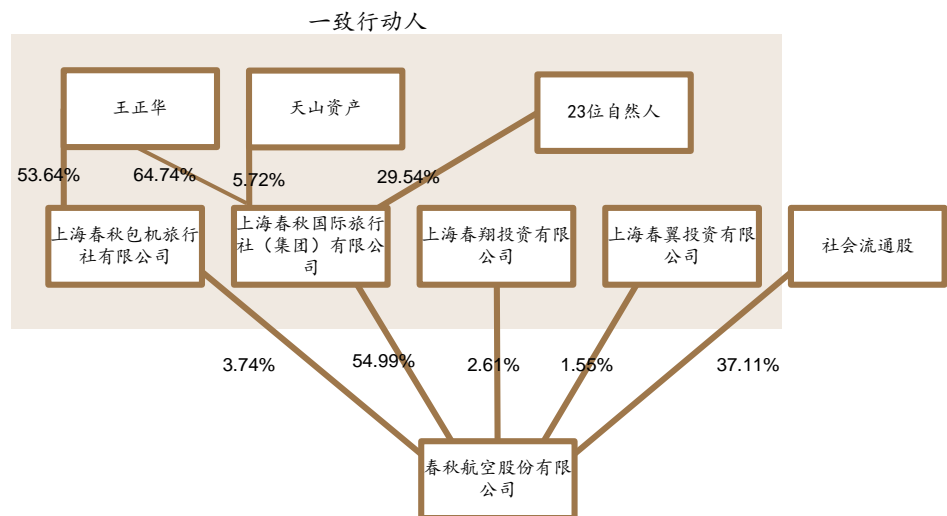 一致行动人
王正华
天山资产
23位自然人
53.64%
64.74%
5.72%
29.54%
上海春秋包机旅行
社有限公司
上海春秋国际旅行
社（集团）有限公
司
上海春翔投资有限
公司
上海春翼投资有限
公司
社会流通股
3.74%
54.99%
2.61%
1.55%
37.11%
春秋航空股份有限
公司